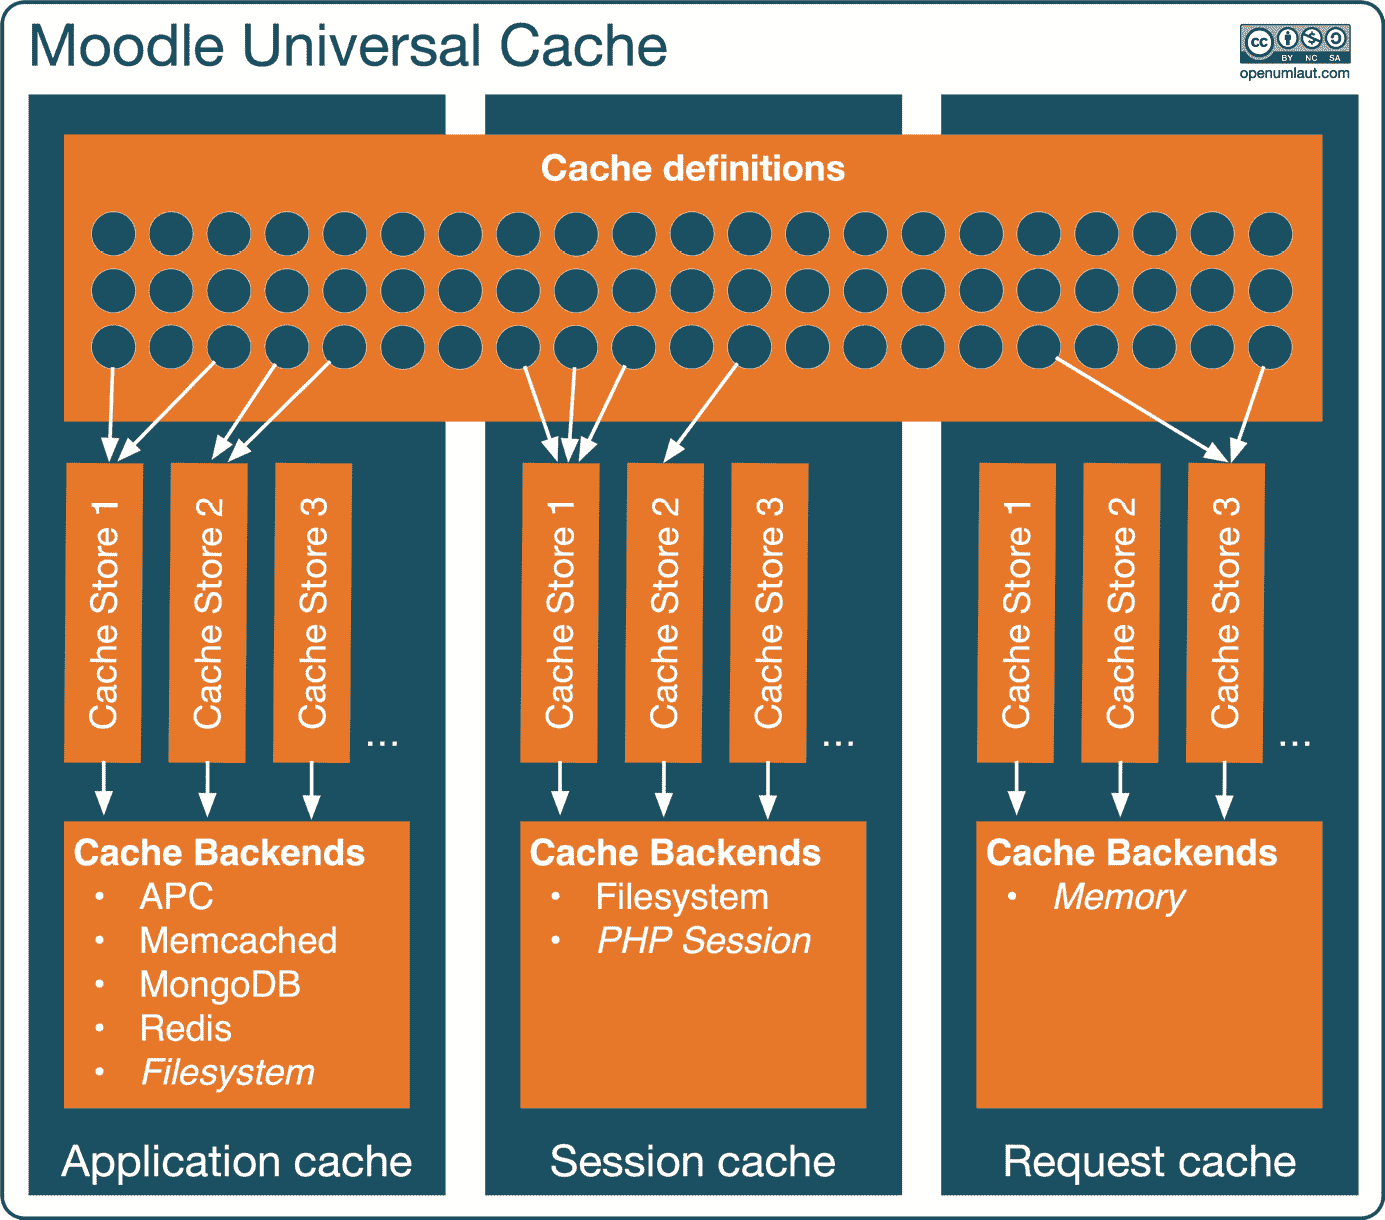 Moodle Universal Cache
cc
BY NC SA
openumlaut.com
Cache definitions
Cache Store 1
Cache Store 2
Cache Store 3
...
Cache Store 1
Cache Store 2
Cache Store 3
...
Cache Store 1
Cache Store 2
Cache Store 3
...
Cache Backends
• APC
• Memcached
• MongoDB
• Redis
• Filesystem
Application cache
Cache Backends
• Filesystem
• PHP Session
Session cache
Cache Backends
• Memory
Request cache